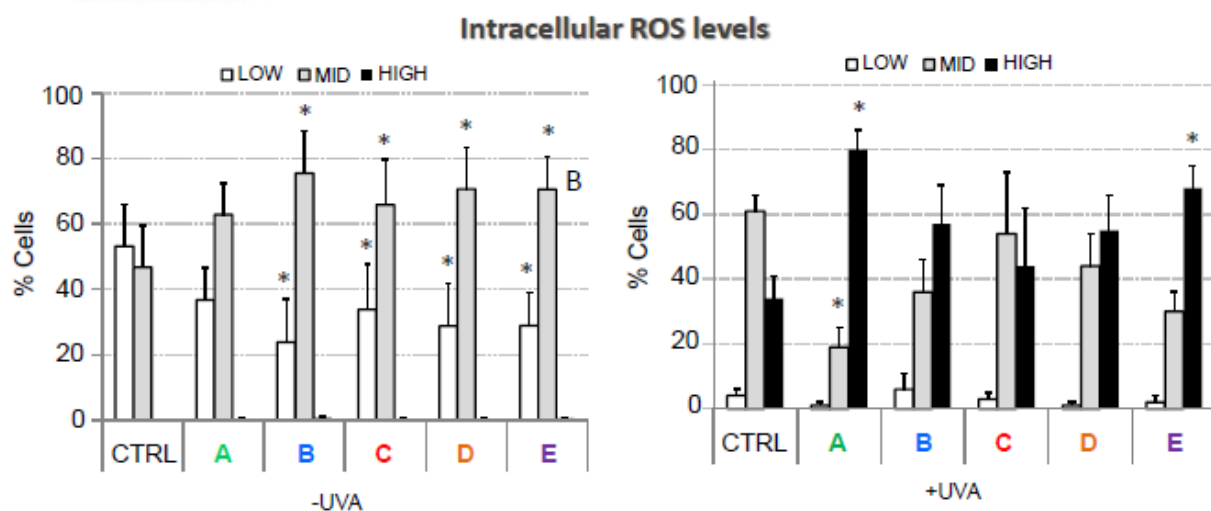 Intracellular ROS levels
LOW MID HIGH
100
80
60
40
20
0
% Cells
* * * * * * * *
B
CTRL A B C D E
-UVA
LOW MID HIGH
100
80
60
40
20
0
% Cells
* * *
CTRL A B C D E
+UVA